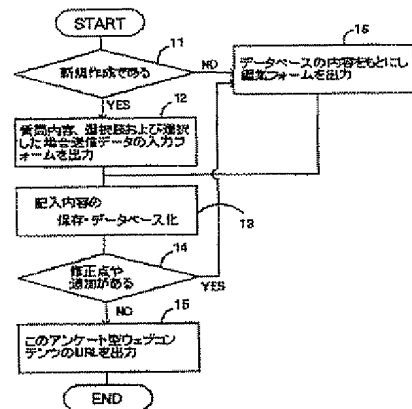 START
11
新規作成である
NO
16
データベースの内容をもとにし
編集フォームを出力
YES
12
質問内容、選択肢および選択
した場合送信データの入力フ
ォームを出力
記入内容の
保存・データベース化
13
14
修正点や
追加がある
YES
NO
15
このアンケート型ウェブコン
テンツのURLを出力
END